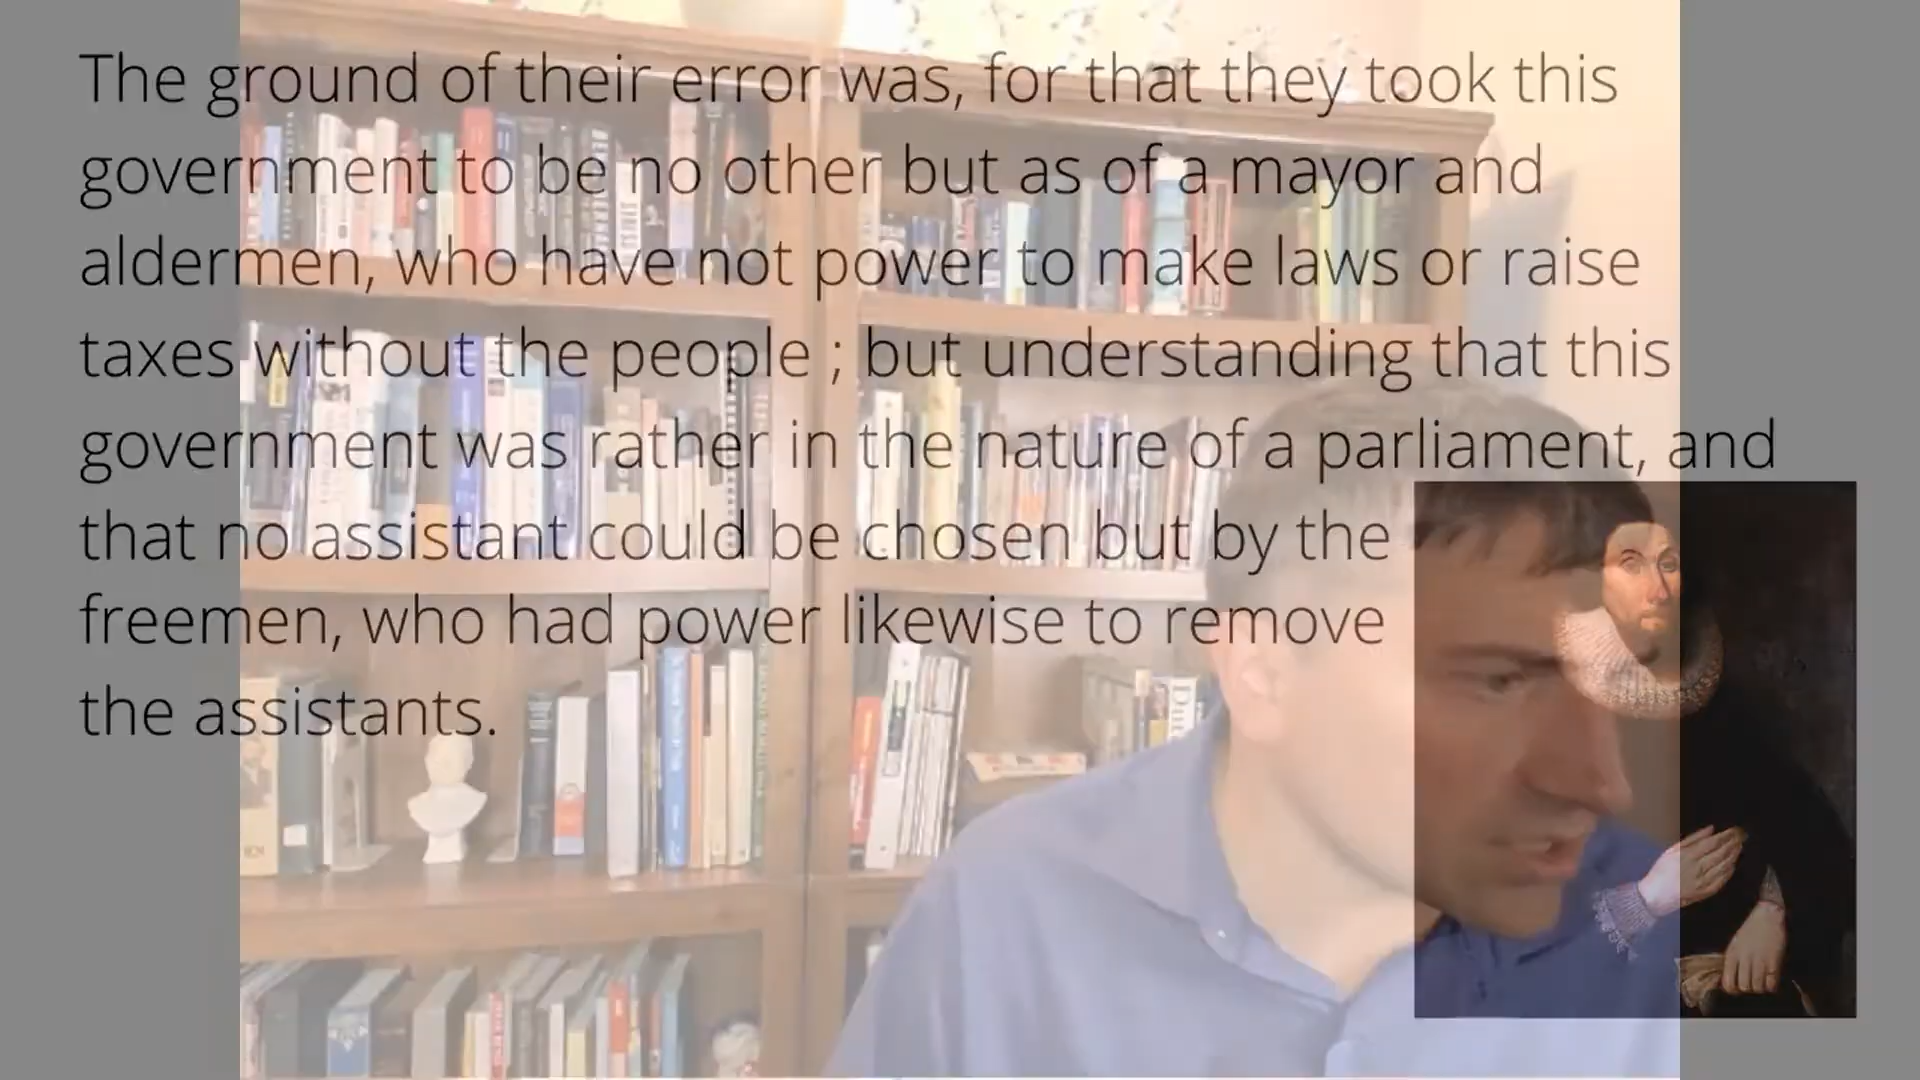 The ground of their error was, for that they took this
government to be no other but as of a mayor and
aldermen, who have not power to make laws or raise
taxes without the people ; but understanding that this
government was rather in the nature of a parliament, and
that no assistant could be chosen but by the
freemen, who had power likewise to remove
the assistants.